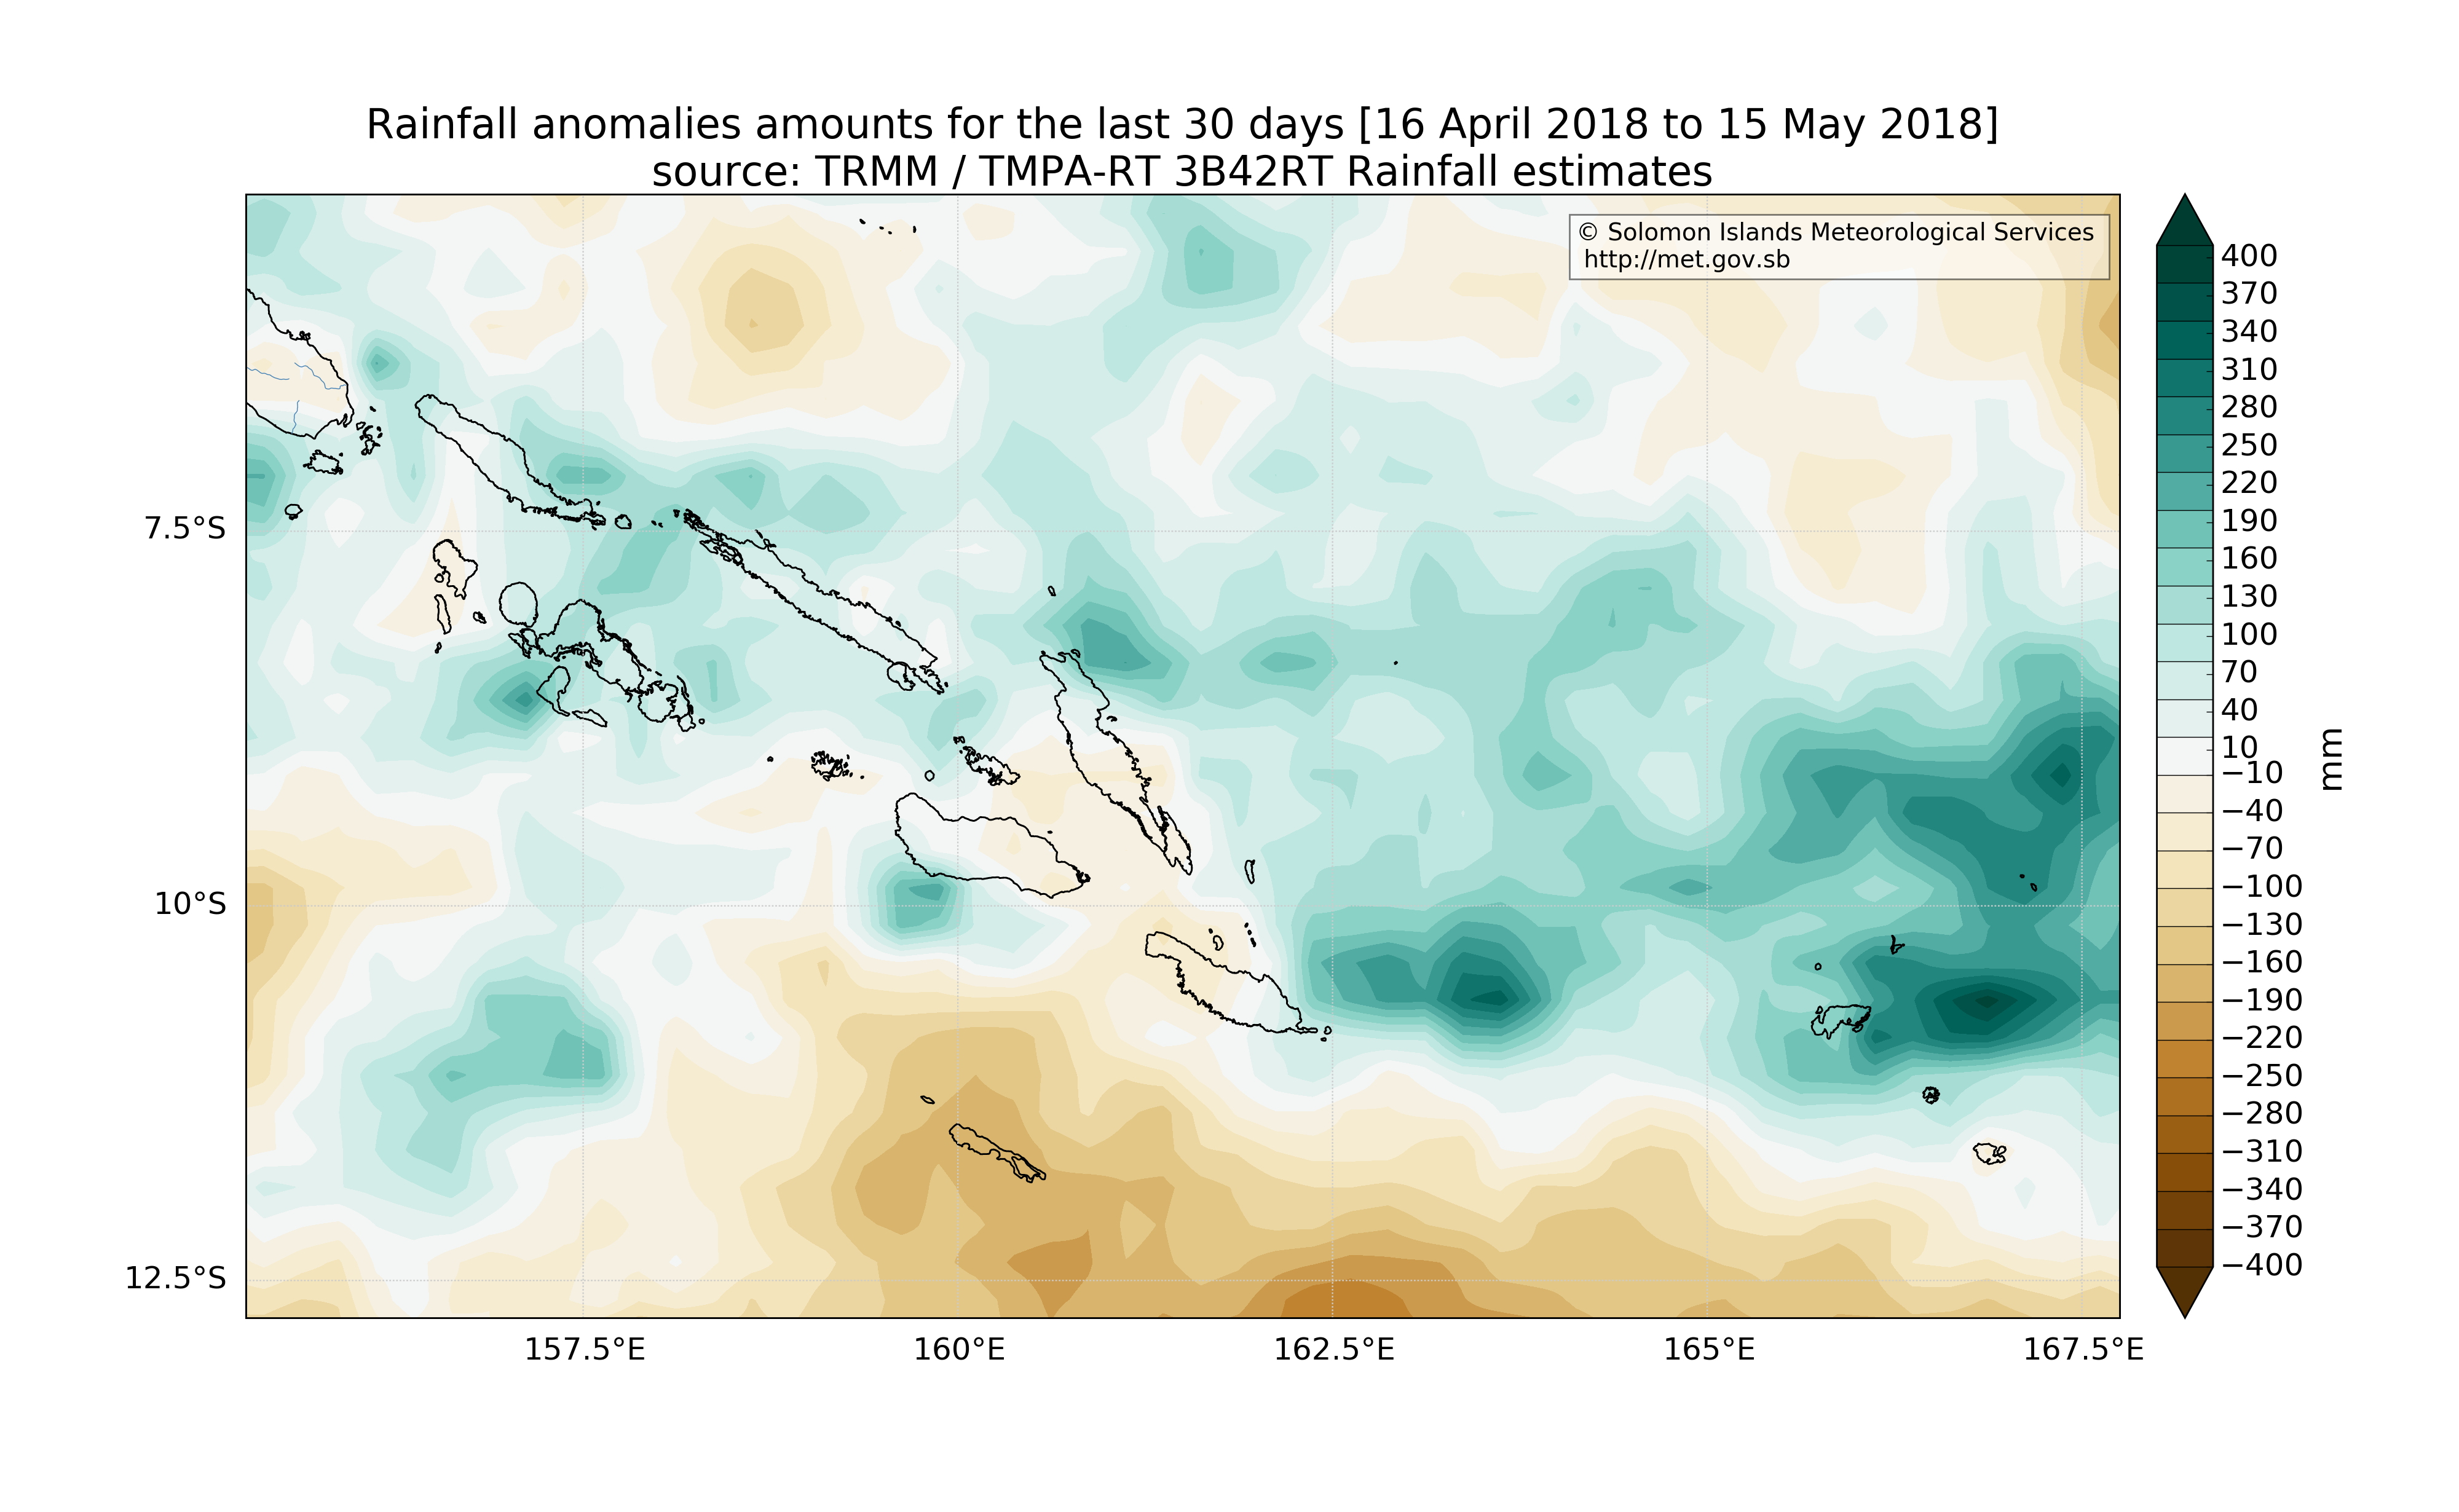 Rainfall anomalies amounts for the last 30 days [16 April 2018 to 15 May 2018]
source: TRMM / TMPA-RT 3B42RT Rainfall estimates
© Solomon Islands Meteorological Services
http://met.gov.sb
7.5°S
10°S
12.5°S
157.5°E
160°E
162.5°E
165°E
167.5°E
400
370
340
310
280
250
220
190
160
130
100
70
40
10
−10
−40
−70
−100
−130
−160
−190
−220
−250
−280
−310
−340
−370
−400
mm